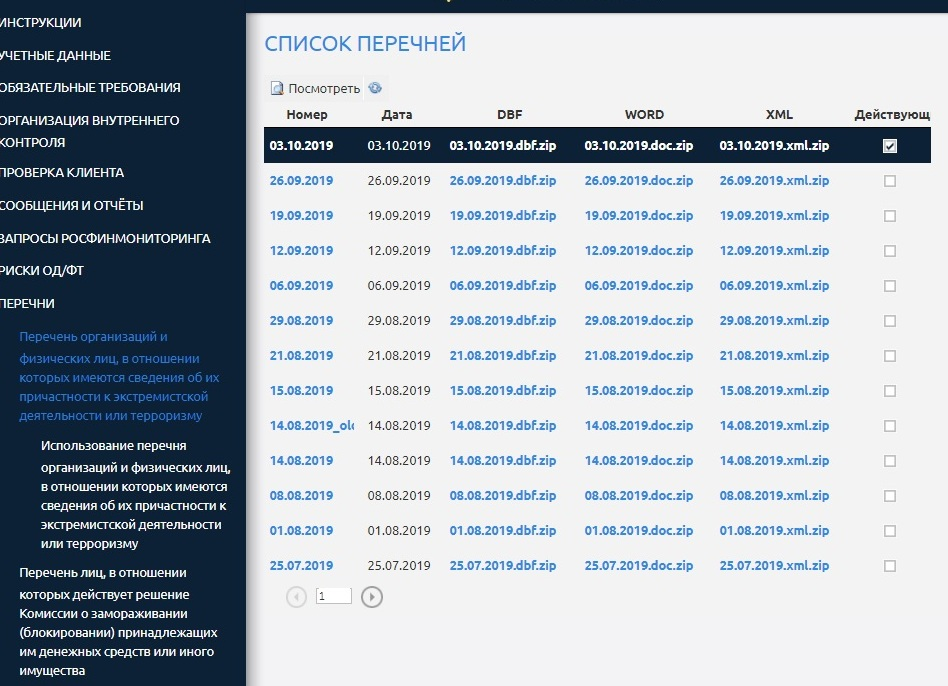 ИНСТРУКЦИИ
УЧЕТНЫЕ ДАННЫЕ
ОБЯЗАТЕЛЬНЫЕ ТРЕБОВАНИЯ
ОРГАНИЗАЦИЯ ВНУТРЕННЕГО
КОНТРОЛЯ
ПРОВЕРКА КЛИЕНТА
СООБЩЕНИЯ И ОТЧЁТЫ
ЗАПРОСЫ РОСФИНМОНИТОРИНГА
РИСКИ ОД/ФТ
ПЕРЕЧНИ
Перечень организаций и
физических лиц, в отношении
которых имеются сведения об их
причастности к экстремистской
деятельности или терроризму
Использование перечня
организаций и физических лиц,
в отношении которых имеются
сведения об их причастности к
экстремистской деятельности
или терроризму
Перечень лиц, в отношении
которых действует решение
Комиссии о замораживании
(блокировании) принадлежащих
им денежных средств или иного
имущества
СПИСОК ПЕРЕЧНЕЙ
Посмотреть
Номер Дата DBF WORD XML Действующ
03.10.2019 03.10.2019 03.10.2019.dbf.zip 03.10.2019.doc.zip 03.10.2019.xml.zip
26.09.2019 26.09.2019 26.09.2019.dbf.zip 26.09.2019.doc.zip 26.09.2019.xml.zip
19.09.2019 19.09.2019 19.09.2019.dbf.zip 19.09.2019.doc.zip 19.09.2019.xml.zip
12.09.2019 12.09.2019 12.09.2019.dbf.zip 12.09.2019.doc.zip 12.09.2019.xml.zip
06.09.2019 06.09.2019 06.09.2019.dbf.zip 06.09.2019.doc.zip 06.09.2019.xml.zip
29.08.2019 29.08.2019 29.08.2019.dbf.zip 29.08.2019.doc.zip 29.08.2019.xml.zip
21.08.2019 21.08.2019 21.08.2019.dbf.zip 21.08.2019.doc.zip 21.08.2019.xml.zip
15.08.2019 15.08.2019 15.08.2019.dbf.zip 15.08.2019.doc.zip 15.08.2019.xml.zip
14.08.2019_old 14.08.2019 14.08.2019.dbf.zip 14.08.2019.doc.zip 14.08.2019.xml.zip
14.08.2019 14.08.2019 14.08.2019.dbf.zip 14.08.2019.doc.zip 14.08.2019.xml.zip
08.08.2019 08.08.2019 08.08.2019.dbf.zip 08.08.2019.doc.zip 08.08.2019.xml.zip
01.08.2019 01.08.2019 01.08.2019.dbf.zip 01.08.2019.doc.zip 01.08.2019.xml.zip
25.07.2019 25.07.2019 25.07.2019.dbf.zip 25.07.2019.doc.zip 25.07.2019.xml.zip
1